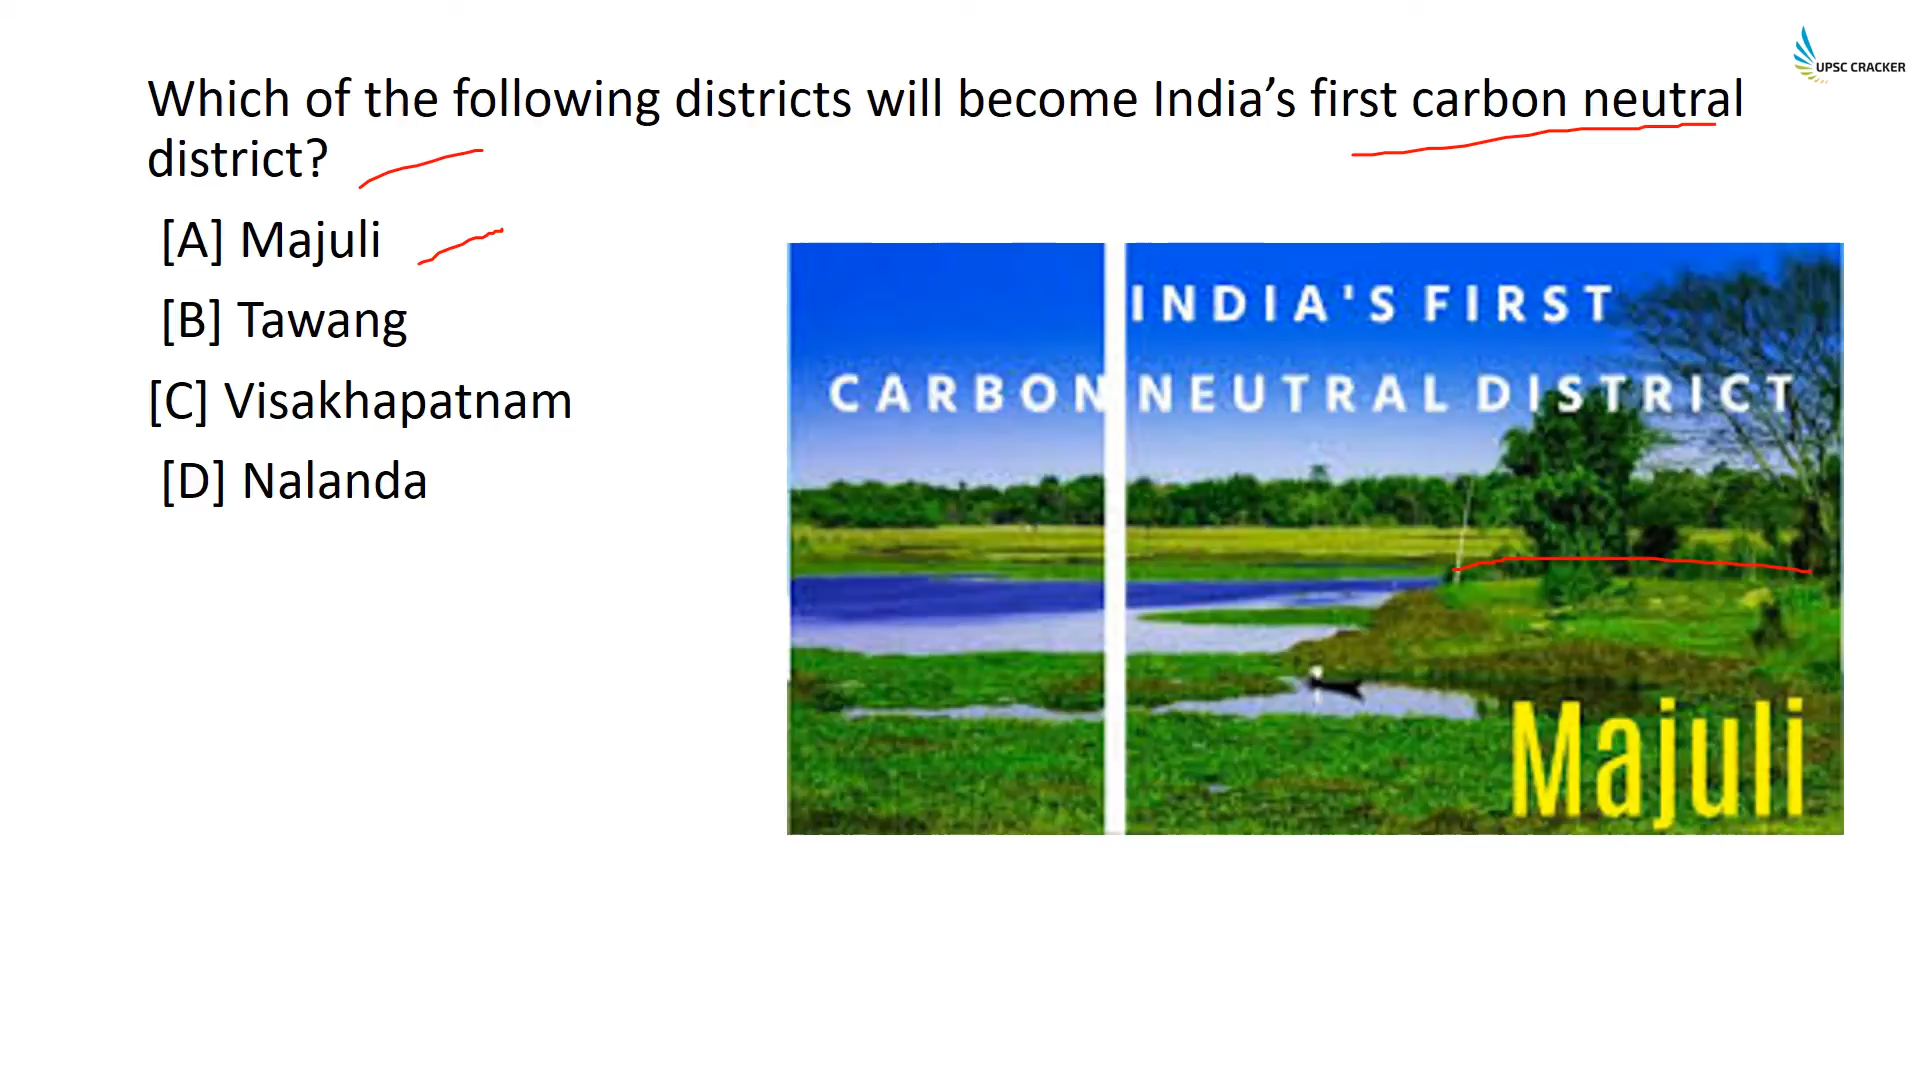 UPSC CRACKER
Which of the following districts will become India’s first carbon neutral
district?
[A] Majuli
[B] Tawang
[C] Visakhapatnam
[D] Nalanda
INDIA'S FIRST
CARBON NEUTRAL DISTRICT
Majuli